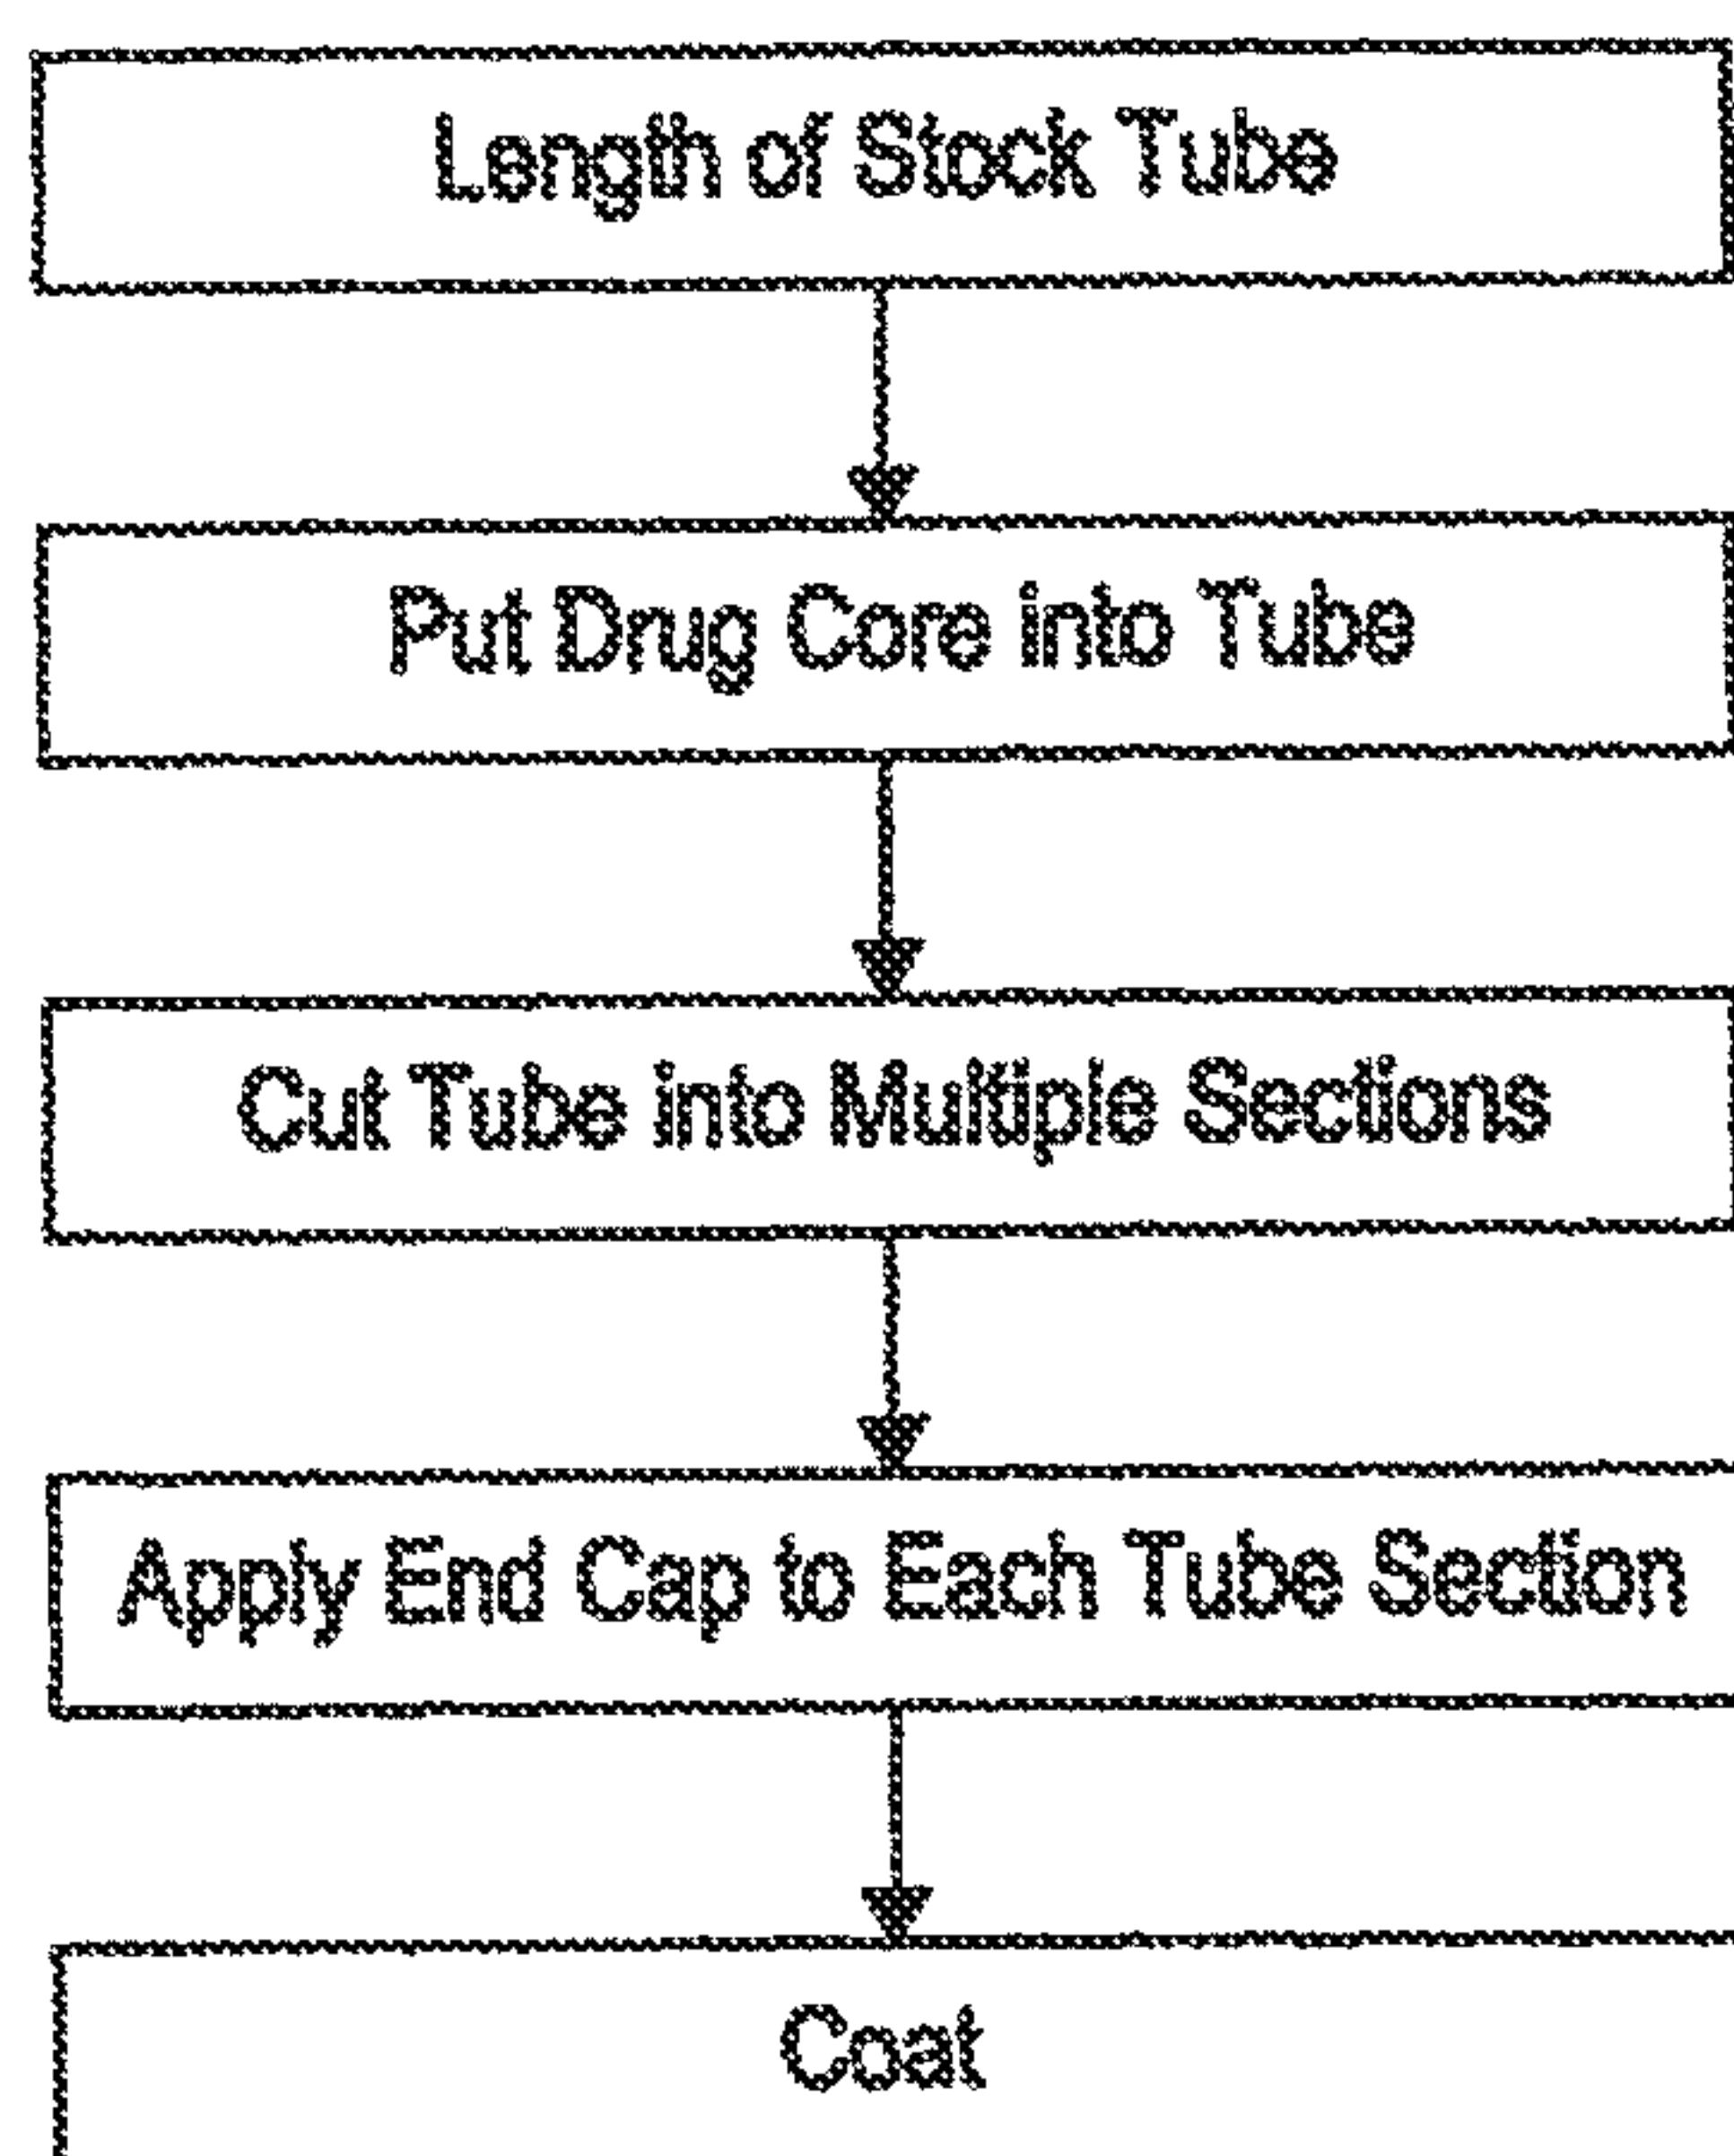 Length of Stock Tube
Put Drug Core into Tube
Cut Tube into Multiple Sections
Apply End Cap to Each Tube Section
Coat